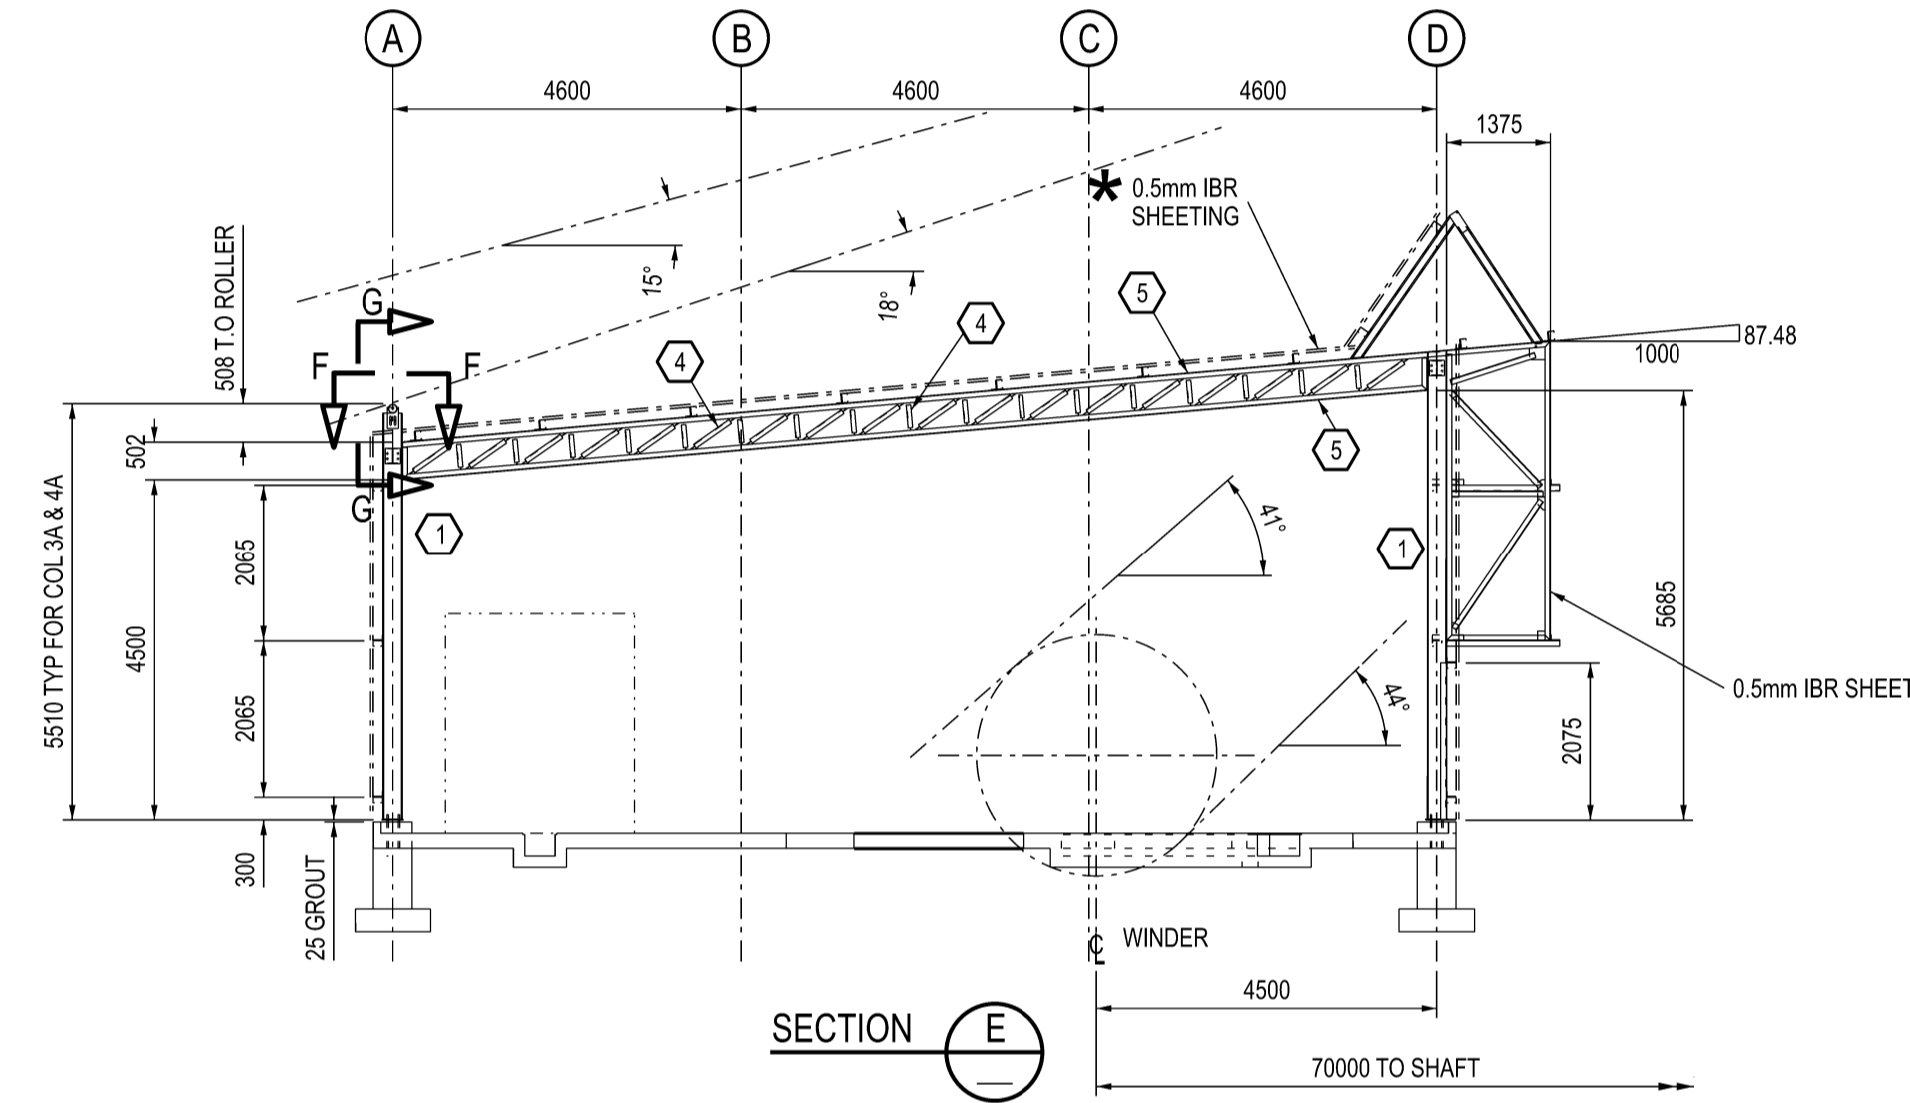 A
B
C
D
4600
4600
4600
1375
* 0.5mm IBR
SHEETING
508 T.O ROLLER
15°
18°
G
F
F
4
4
5
87.48
1000
502
5510 TYP FOR COL 3A & 4A
G
1
2065
4500
5
41°
1
5685
0.5mm IBR SHEET
2065
44°
2075
300
25 GROUT
CL WINDER
4500
SECTION E
70000 TO SHAFT